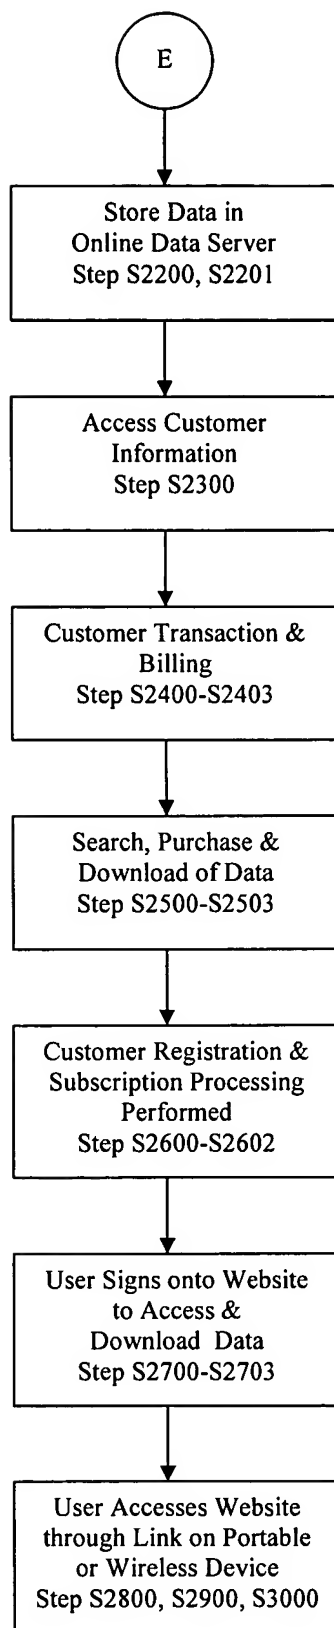 E
Store Data in
Online Data Server
Step S2200, S2201
Access Customer
Information
Step S2300
Customer Transaction &
Billing
Step S2400-S2403
Search, Purchase &
Download of Data
Step S2500-S2503
Customer Registration &
Subscription Processing
Performed
Step S2600-S2602
User Signs onto Website
to Access &
Download Data
Step S2700-S2703
User Accesses Website
through Link on Portable
or Wireless Device
Step S2800, S2900, S3000